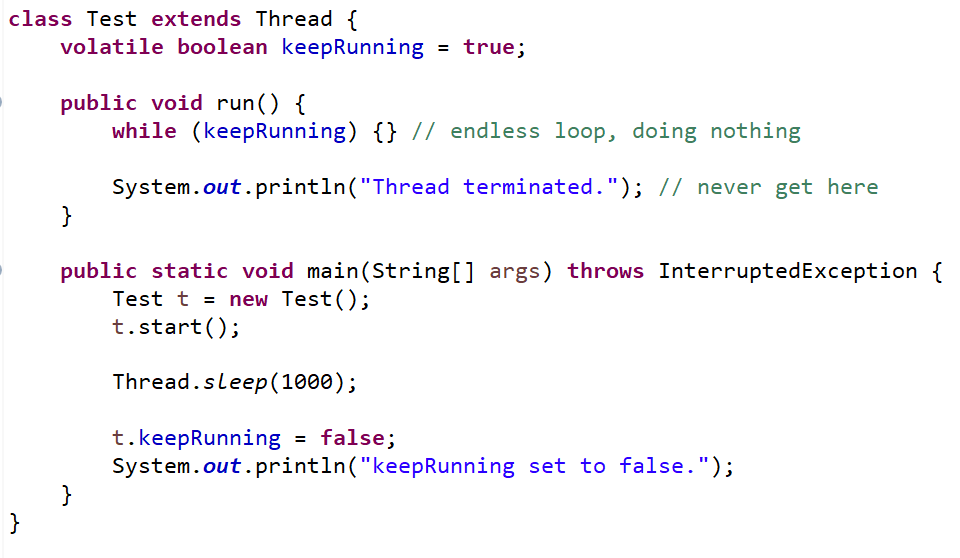 class Test extends Thread {
    volatile boolean keepRunning = true;

    public void run() {
        while (keepRunning) {} // endless loop, doing nothing

        System.out.println("Thread terminated."); // never get here
    }

    public static void main(String[] args) throws InterruptedException {
        Test t = new Test();
        t.start();

        Thread.sleep(1000);

        t.keepRunning = false;
        System.out.println("keepRunning set to false.");
    }
}